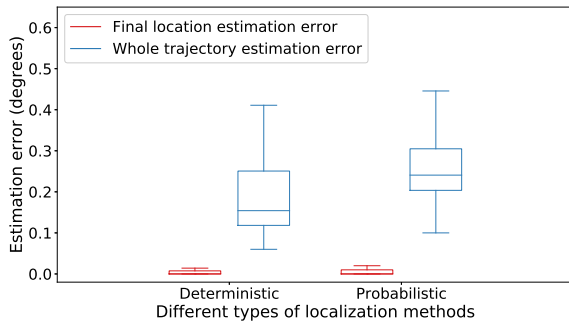 Final location estimation error
Whole trajectory estimation error
Estimation error (degrees)
0.6
0.5
0.4
0.3
0.2
0.1
0.0
Deterministic
Probabilistic
Different types of localization methods